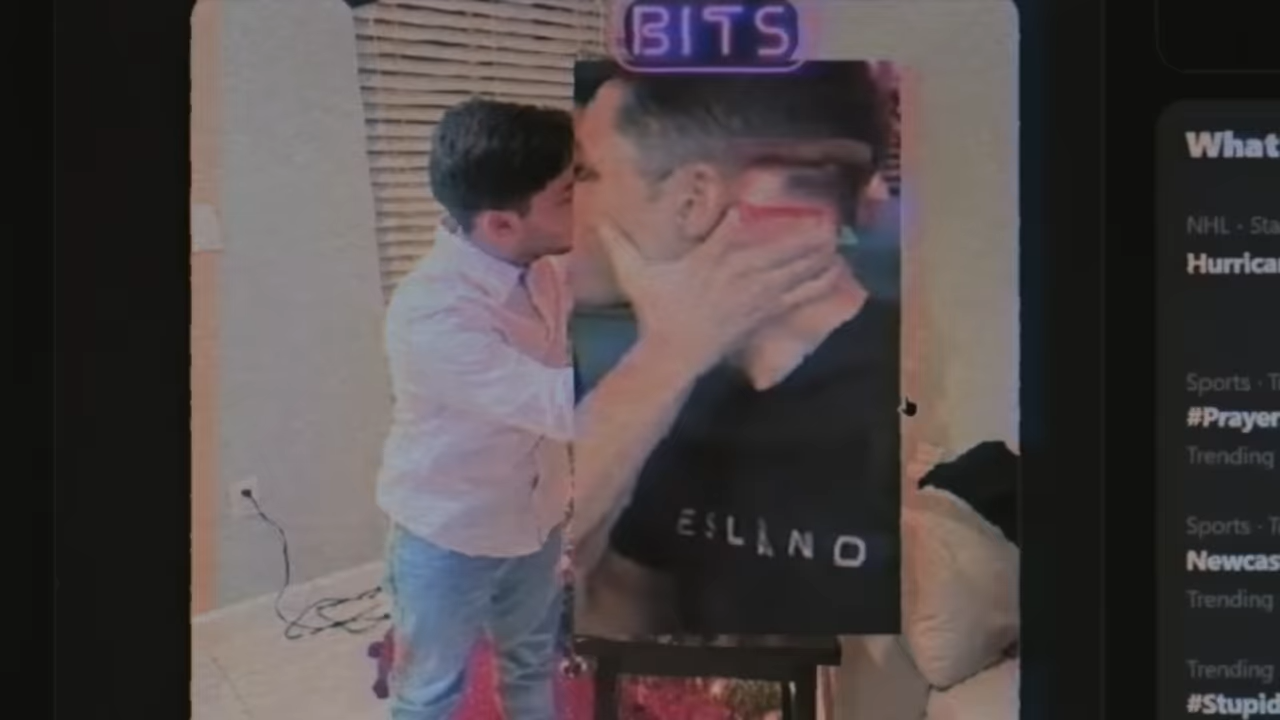 BITS
ESLAND
What
NHL · Sta
Hurrica
Sports · T
#Prayer
Trending
Sports · T
Newcas
Trending
Trending
#Stupid